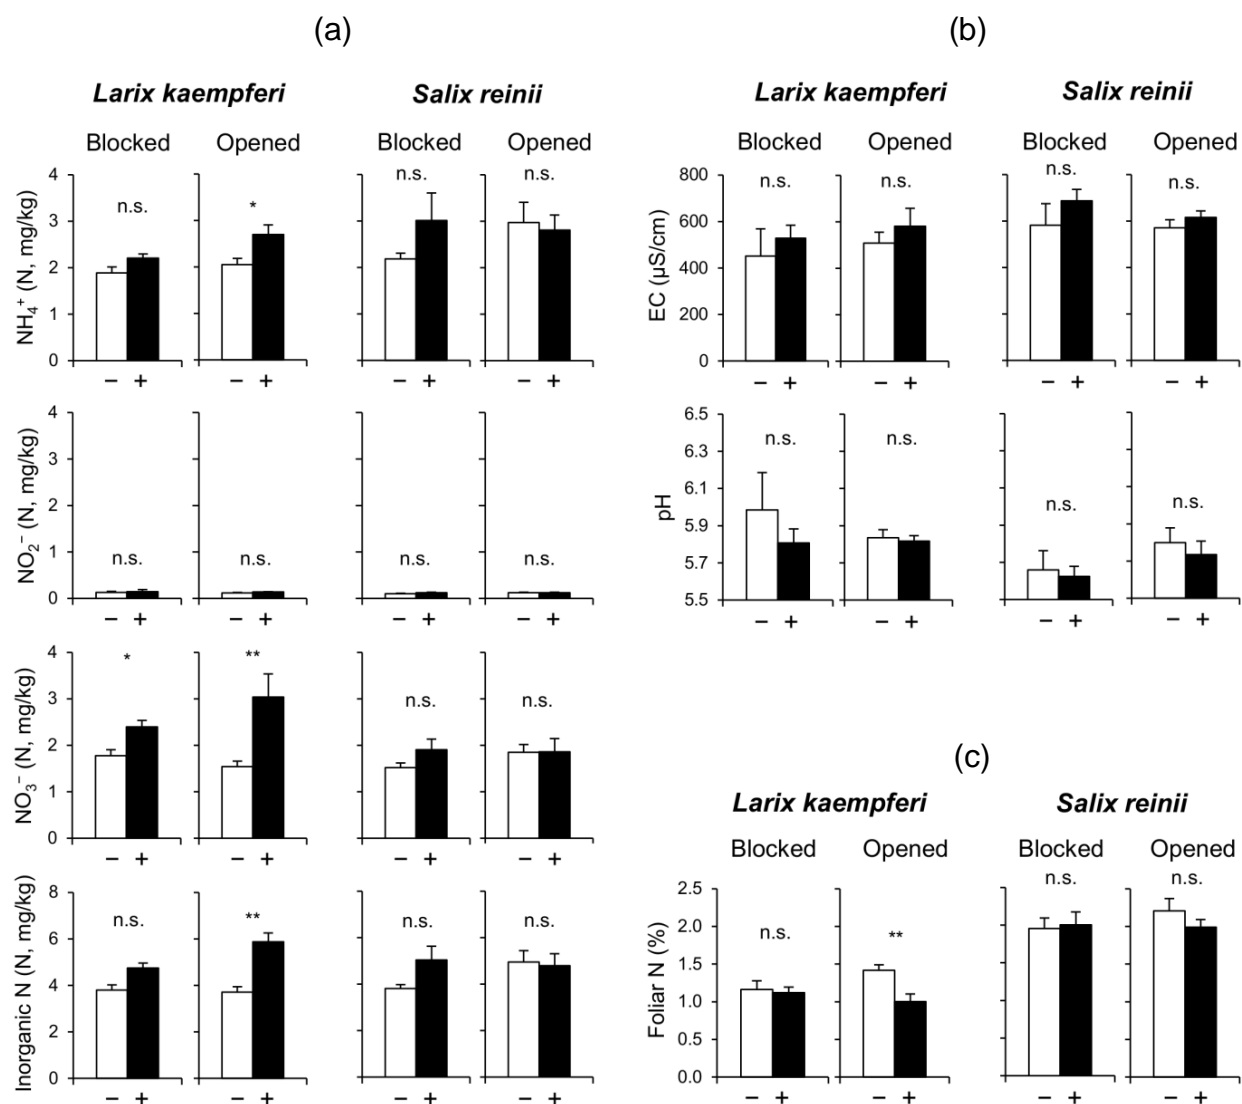 (a)
Larix kaempferi Salix reinii
Blocked Opened Blocked Opened
NH₄⁺ (N, mg/kg)
4
3
2
1
0
n.s. * n.s. n.s.
− + − + − + − +
NO₂⁻ (N, mg/kg)
4
3
2
1
0
n.s. n.s. n.s. n.s.
− + − + − + − +
NO₃⁻ (N, mg/kg)
4
3
2
1
0
* ** n.s. n.s.
− + − + − + − +
Inorganic N (N, mg/kg)
8
6
4
2
0
n.s. ** n.s. n.s.
− + − + − + − +
(b)
Larix kaempferi Salix reinii
Blocked Opened Blocked Opened
EC (μS/cm)
800
600
400
200
0
n.s. n.s. n.s. n.s.
− + − + − + − +
pH
6.5
6.3
6.1
5.9
5.7
5.5
n.s. n.s. n.s. n.s.
− + − + − + − +
(c)
Larix kaempferi Salix reinii
Blocked Opened Blocked Opened
Foliar N (%)
2.5
2.0
1.5
1.0
0.5
0.0
n.s. ** n.s. n.s.
− + − + − + − +